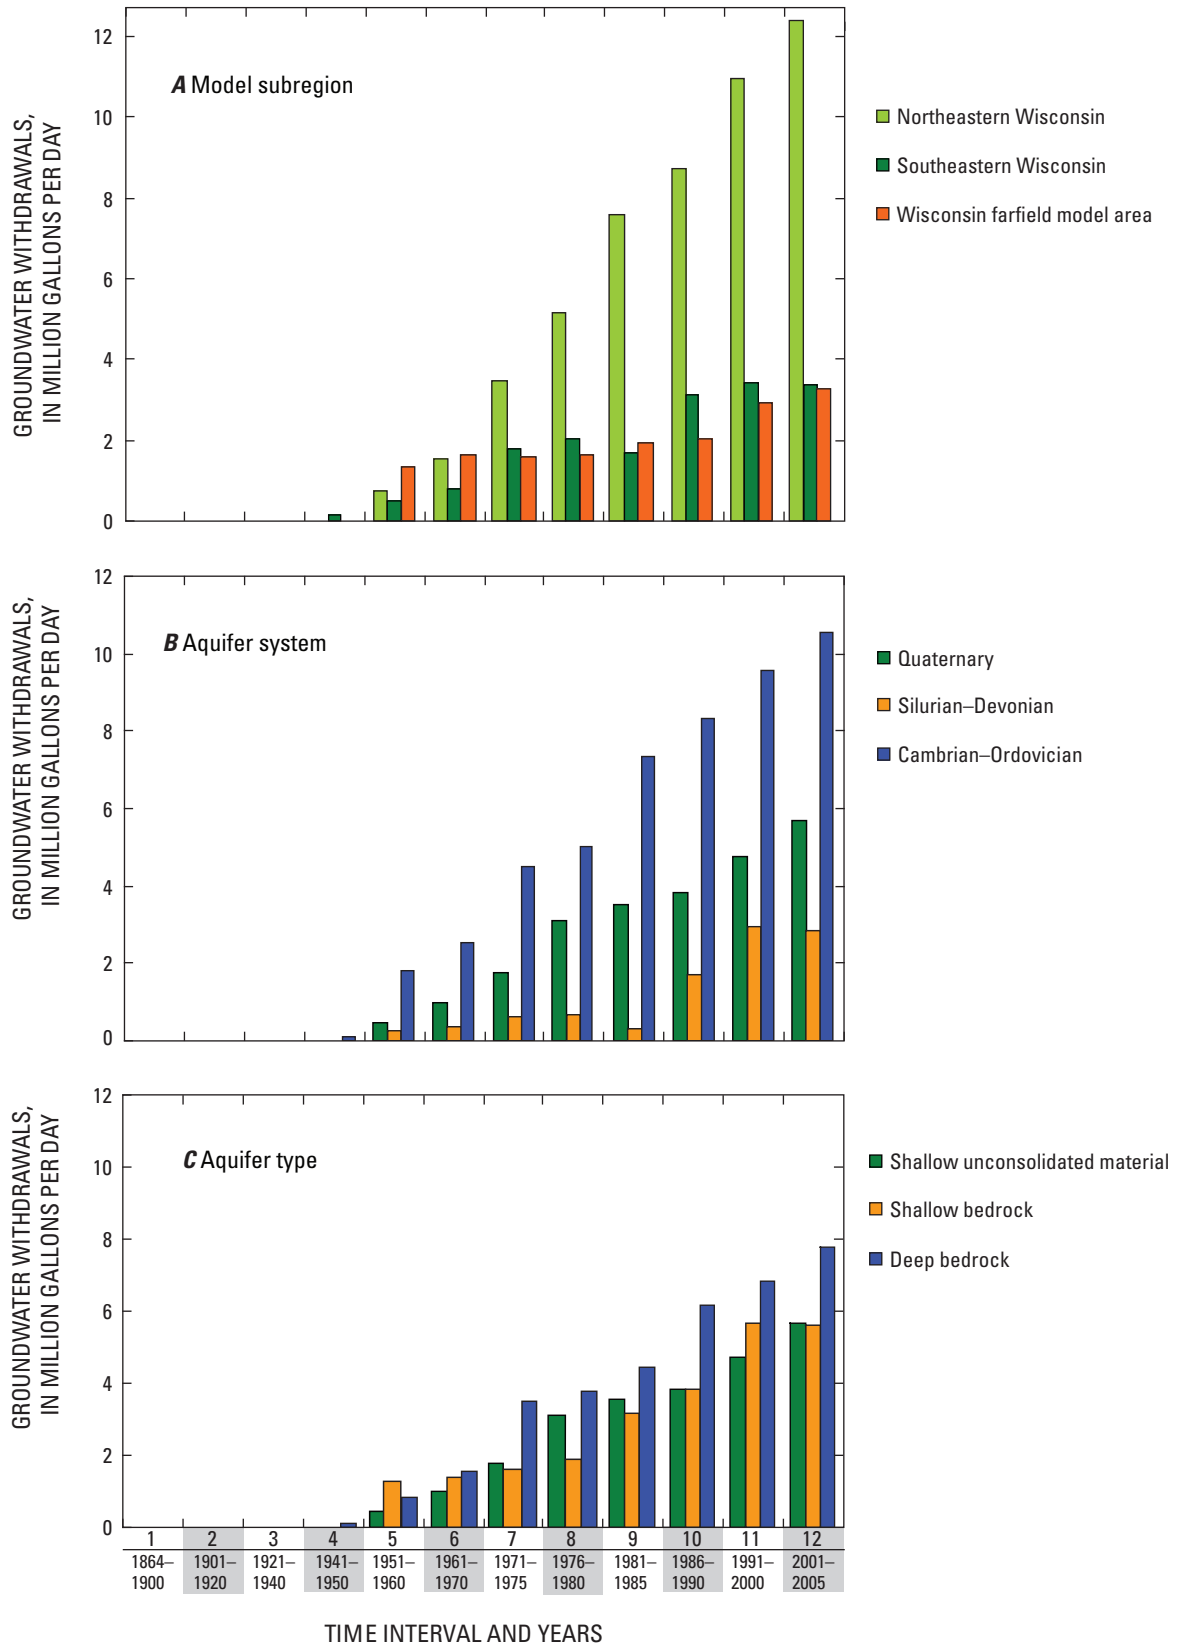 GROUNDWATER WITHDRAWALS,
IN MILLION GALLONS PER DAY
12
10
8
6
4
2
0
A Model subregion
Northeastern Wisconsin
Southeastern Wisconsin
Wisconsin farfield model area
GROUNDWATER WITHDRAWALS,
IN MILLION GALLONS PER DAY
12
10
8
6
4
2
0
B Aquifer system
Quaternary
Silurian–Devonian
Cambrian–Ordovician
GROUNDWATER WITHDRAWALS,
IN MILLION GALLONS PER DAY
12
10
8
6
4
2
0
C Aquifer type
Shallow unconsolidated material
Shallow bedrock
Deep bedrock
1 2 3 4 5 6 7 8 9 10 11 12
1864– 1901– 1921– 1941– 1951– 1961– 1971– 1976– 1981– 1986– 1991– 2001–
1900 1920 1940 1950 1960 1970 1975 1980 1985 1990 2000 2005
TIME INTERVAL AND YEARS